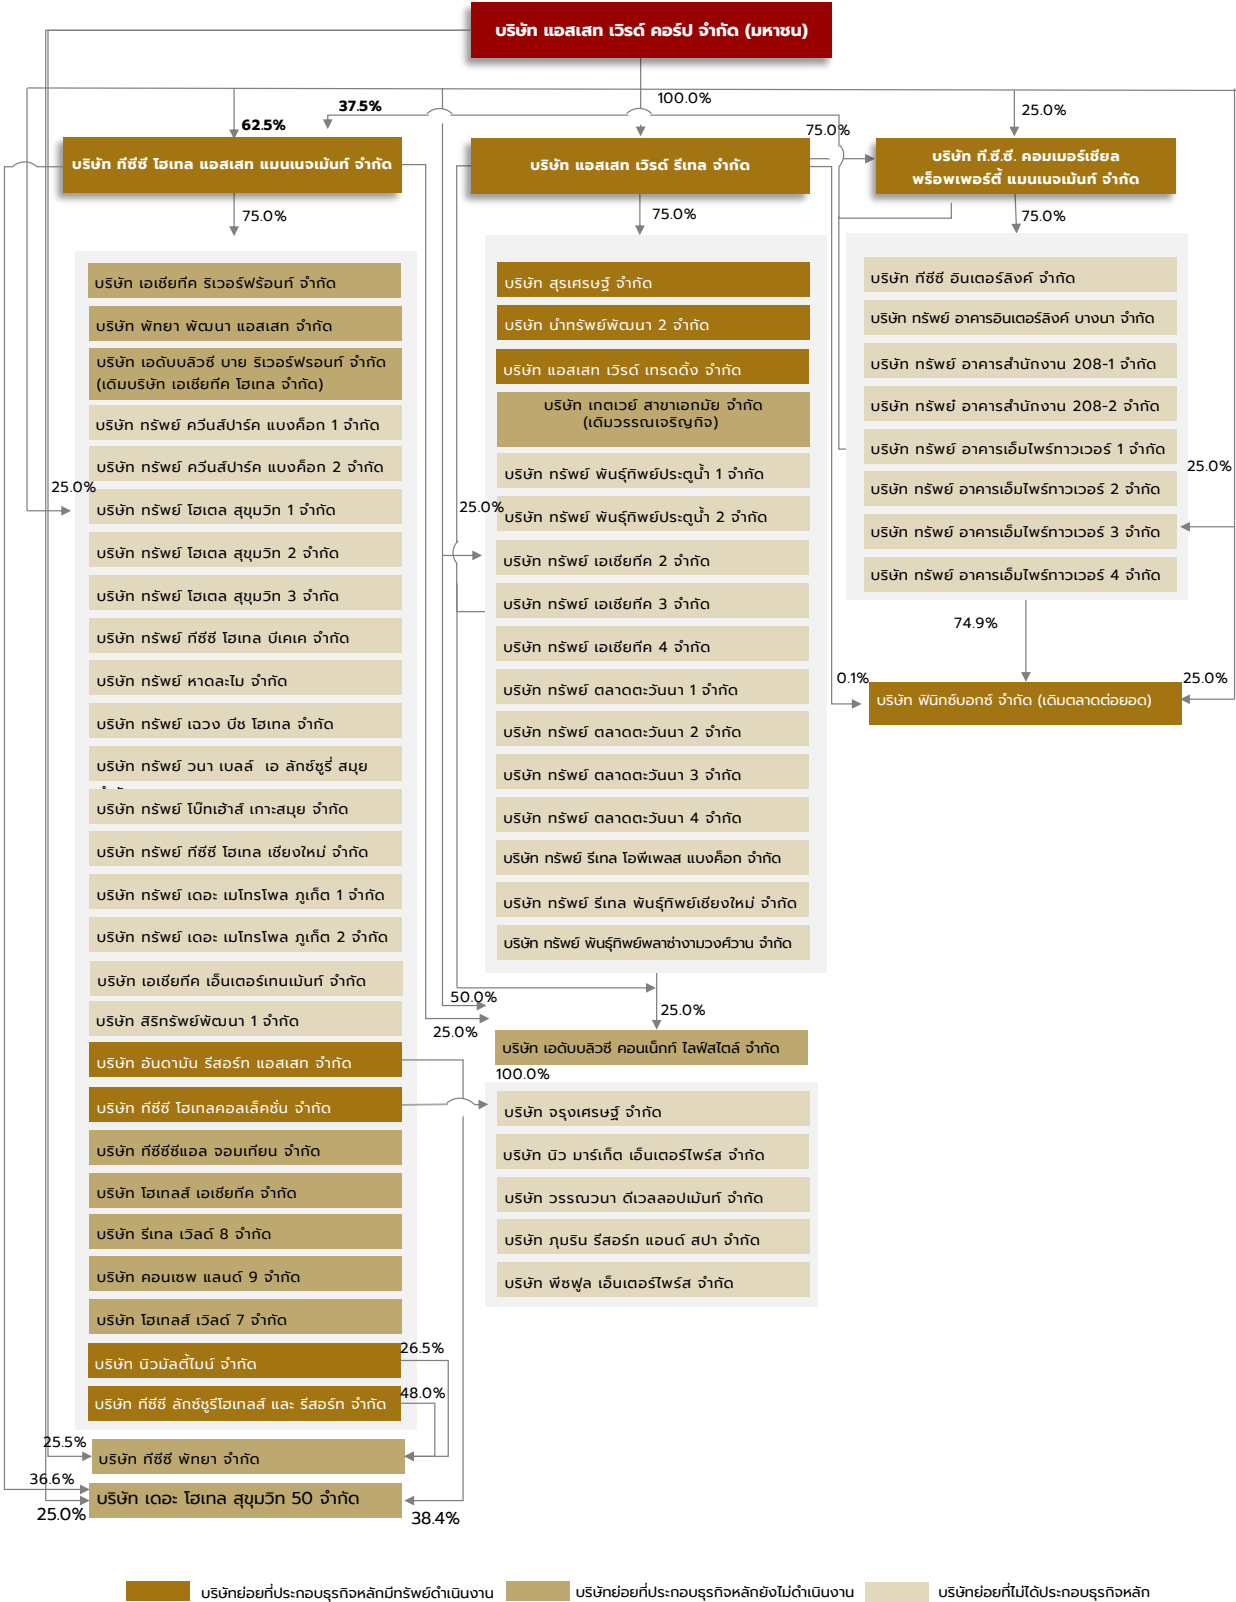 บริษัท แอสเสท เวิรด์ คอร์ป จำกัด (มหาชน)
37.5%
100.0%
25.0%
62.5%
75.0%
บริษัท ทีซีซี โฮเทล แอสเสท แมนเนจเม้นท์ จำกัด
บริษัท แอสเสท เวิรด์ รีเทล จำกัด
บริษัท ที.ซี.ซี. คอมเมอร์เชียล
พร็อพเพอร์ตี้ แมนเนจเม้นท์ จำกัด
75.0%
75.0%
75.0%
บริษัท เอเชียทีค ริเวอร์ฟร้อนท์ จำกัด
บริษัท พัทยา พัฒนา แอสเสท จำกัด
บริษัท เอดับบลิวซี บาย ริเวอร์ฟรอนท์ จำกัด
(เดิมบริษัท เอเชียทีค โฮเทล จำกัด)
บริษัท ทรัพย์ ควีนส์ปาร์ค แบงค็อก 1 จำกัด
บริษัท ทรัพย์ ควีนส์ปาร์ค แบงค็อก 2 จำกัด
25.0%
บริษัท ทรัพย์ โฮเตล สุขุมวิท 1 จำกัด
บริษัท ทรัพย์ โฮเตล สุขุมวิท 2 จำกัด
บริษัท ทรัพย์ โฮเตล สุขุมวิท 3 จำกัด
บริษัท ทรัพย์ ทีซีซี โฮเทล บีเคเค จำกัด
บริษัท ทรัพย์ หาดละไม จำกัด
บริษัท ทรัพย์ เฉวง บีช โฮเทล จำกัด
บริษัท ทรัพย์ วนา เบลล์ เอ ลักซ์ชูรี่ สมุย
บริษัท ทรัพย์ โบ๊ทเฮ้าส์ เกาะสมุย จำกัด
บริษัท ทรัพย์ ทีซีซี โฮเทล เชียงใหม่ จำกัด
บริษัท ทรัพย์ เดอะ เมโทรโพล ภูเก็ต 1 จำกัด
บริษัท ทรัพย์ เดอะ เมโทรโพล ภูเก็ต 2 จำกัด
บริษัท เอเชียทีค เอ็นเตอร์เทนเม้นท์ จำกัด
บริษัท สิริทรัพย์พัฒนา 1 จำกัด
บริษัท อันดามัน รีสอร์ท แอสเสท จำกัด
บริษัท ทีซีซี โฮเทลคอลเล็คชั่น จำกัด
บริษัท ทีซีซีซีแอล จอมเทียน จำกัด
บริษัท โฮเทลส์ เอเชียทีค จำกัด
บริษัท รีเทล เวิลด์ 8 จำกัด
บริษัท คอนเซพ แลนด์ 9 จำกัด
บริษัท โฮเทลส์ เวิลด์ 7 จำกัด
26.5%
บริษัท นิวมัลตี้ไมน์ จำกัด
48.0%
บริษัท ทีซีซี ลักซ์ชูรีโฮเทลส์ และ รีสอร์ท จำกัด
25.5%
บริษัท ทีซีซี พัทยา จำกัด
36.6%
บริษัท เดอะ โฮเทล สุขุมวิท 50 จำกัด
25.0%
38.4%
บริษัท สุรเศรษฐ์ จำกัด
บริษัท นำทรัพย์พัฒนา 2 จำกัด
บริษัท แอสเสท เวิรด์ เทรดดิ้ง จำกัด
บริษัท เกตเวย์ สาขาเอกมัย จำกัด
(เดิมวรรณเจริญกิจ)
บริษัท ทรัพย์ พันธุ์ทิพย์ประตูน้ำ 1 จำกัด
25.0%
บริษัท ทรัพย์ พันธุ์ทิพย์ประตูน้ำ 2 จำกัด
บริษัท ทรัพย์ เอเชียทีค 2 จำกัด
บริษัท ทรัพย์ เอเชียทีค 3 จำกัด
บริษัท ทรัพย์ เอเชียทีค 4 จำกัด
บริษัท ทรัพย์ ตลาดตะวันนา 1 จำกัด
บริษัท ทรัพย์ ตลาดตะวันนา 2 จำกัด
บริษัท ทรัพย์ ตลาดตะวันนา 3 จำกัด
บริษัท ทรัพย์ ตลาดตะวันนา 4 จำกัด
บริษัท ทรัพย์ รีเทล โอพีเพลส แบงค็อก จำกัด
บริษัท ทรัพย์ รีเทล พันธุ์ทิพย์เชียงใหม่ จำกัด
บริษัท ทรัพย์ พันธุ์ทิพย์พลาซ่างามวงศ์วาน จำกัด
50.0%
25.0%
25.0%
บริษัท เอดับบลิวซี คอนเน็กท์ ไลฟ์สไตล์ จำกัด
100.0%
บริษัท จรุงเศรษฐ์ จำกัด
บริษัท นิว มาร์เก็ต เอ็นเตอร์ไพร์ส จำกัด
บริษัท วรรณวนา ดีเวลลอปเม้นท์ จำกัด
บริษัท ภุมริน รีสอร์ท แอนด์ สปา จำกัด
บริษัท พีซฟูล เอ็นเตอร์ไพร์ส จำกัด
บริษัท ทีซีซี อินเตอร์ลิงค์ จำกัด
บริษัท ทรัพย์ อาคารอินเตอร์ลิงค์ บางนา จำกัด
บริษัท ทรัพย์ อาคารสำนักงาน 208-1 จำกัด
บริษัท ทรัพย์ อาคารสำนักงาน 208-2 จำกัด
บริษัท ทรัพย์ อาคารเอ็มไพร์ทาวเวอร์ 1 จำกัด
25.0%
บริษัท ทรัพย์ อาคารเอ็มไพร์ทาวเวอร์ 2 จำกัด
บริษัท ทรัพย์ อาคารเอ็มไพร์ทาวเวอร์ 3 จำกัด
บริษัท ทรัพย์ อาคารเอ็มไพร์ทาวเวอร์ 4 จำกัด
74.9%
0.1%
25.0%
บริษัท ฟีนิกซ์บอกซ์ จำกัด (เดิมตลาดต่อยอด)
บริษัทย่อยที่ประกอบธุรกิจหลักมีทรัพย์ดำเนินงาน
บริษัทย่อยที่ประกอบธุรกิจหลักยังไม่ดำเนินงาน
บริษัทย่อยที่ไม่ได้ประกอบธุรกิจหลัก